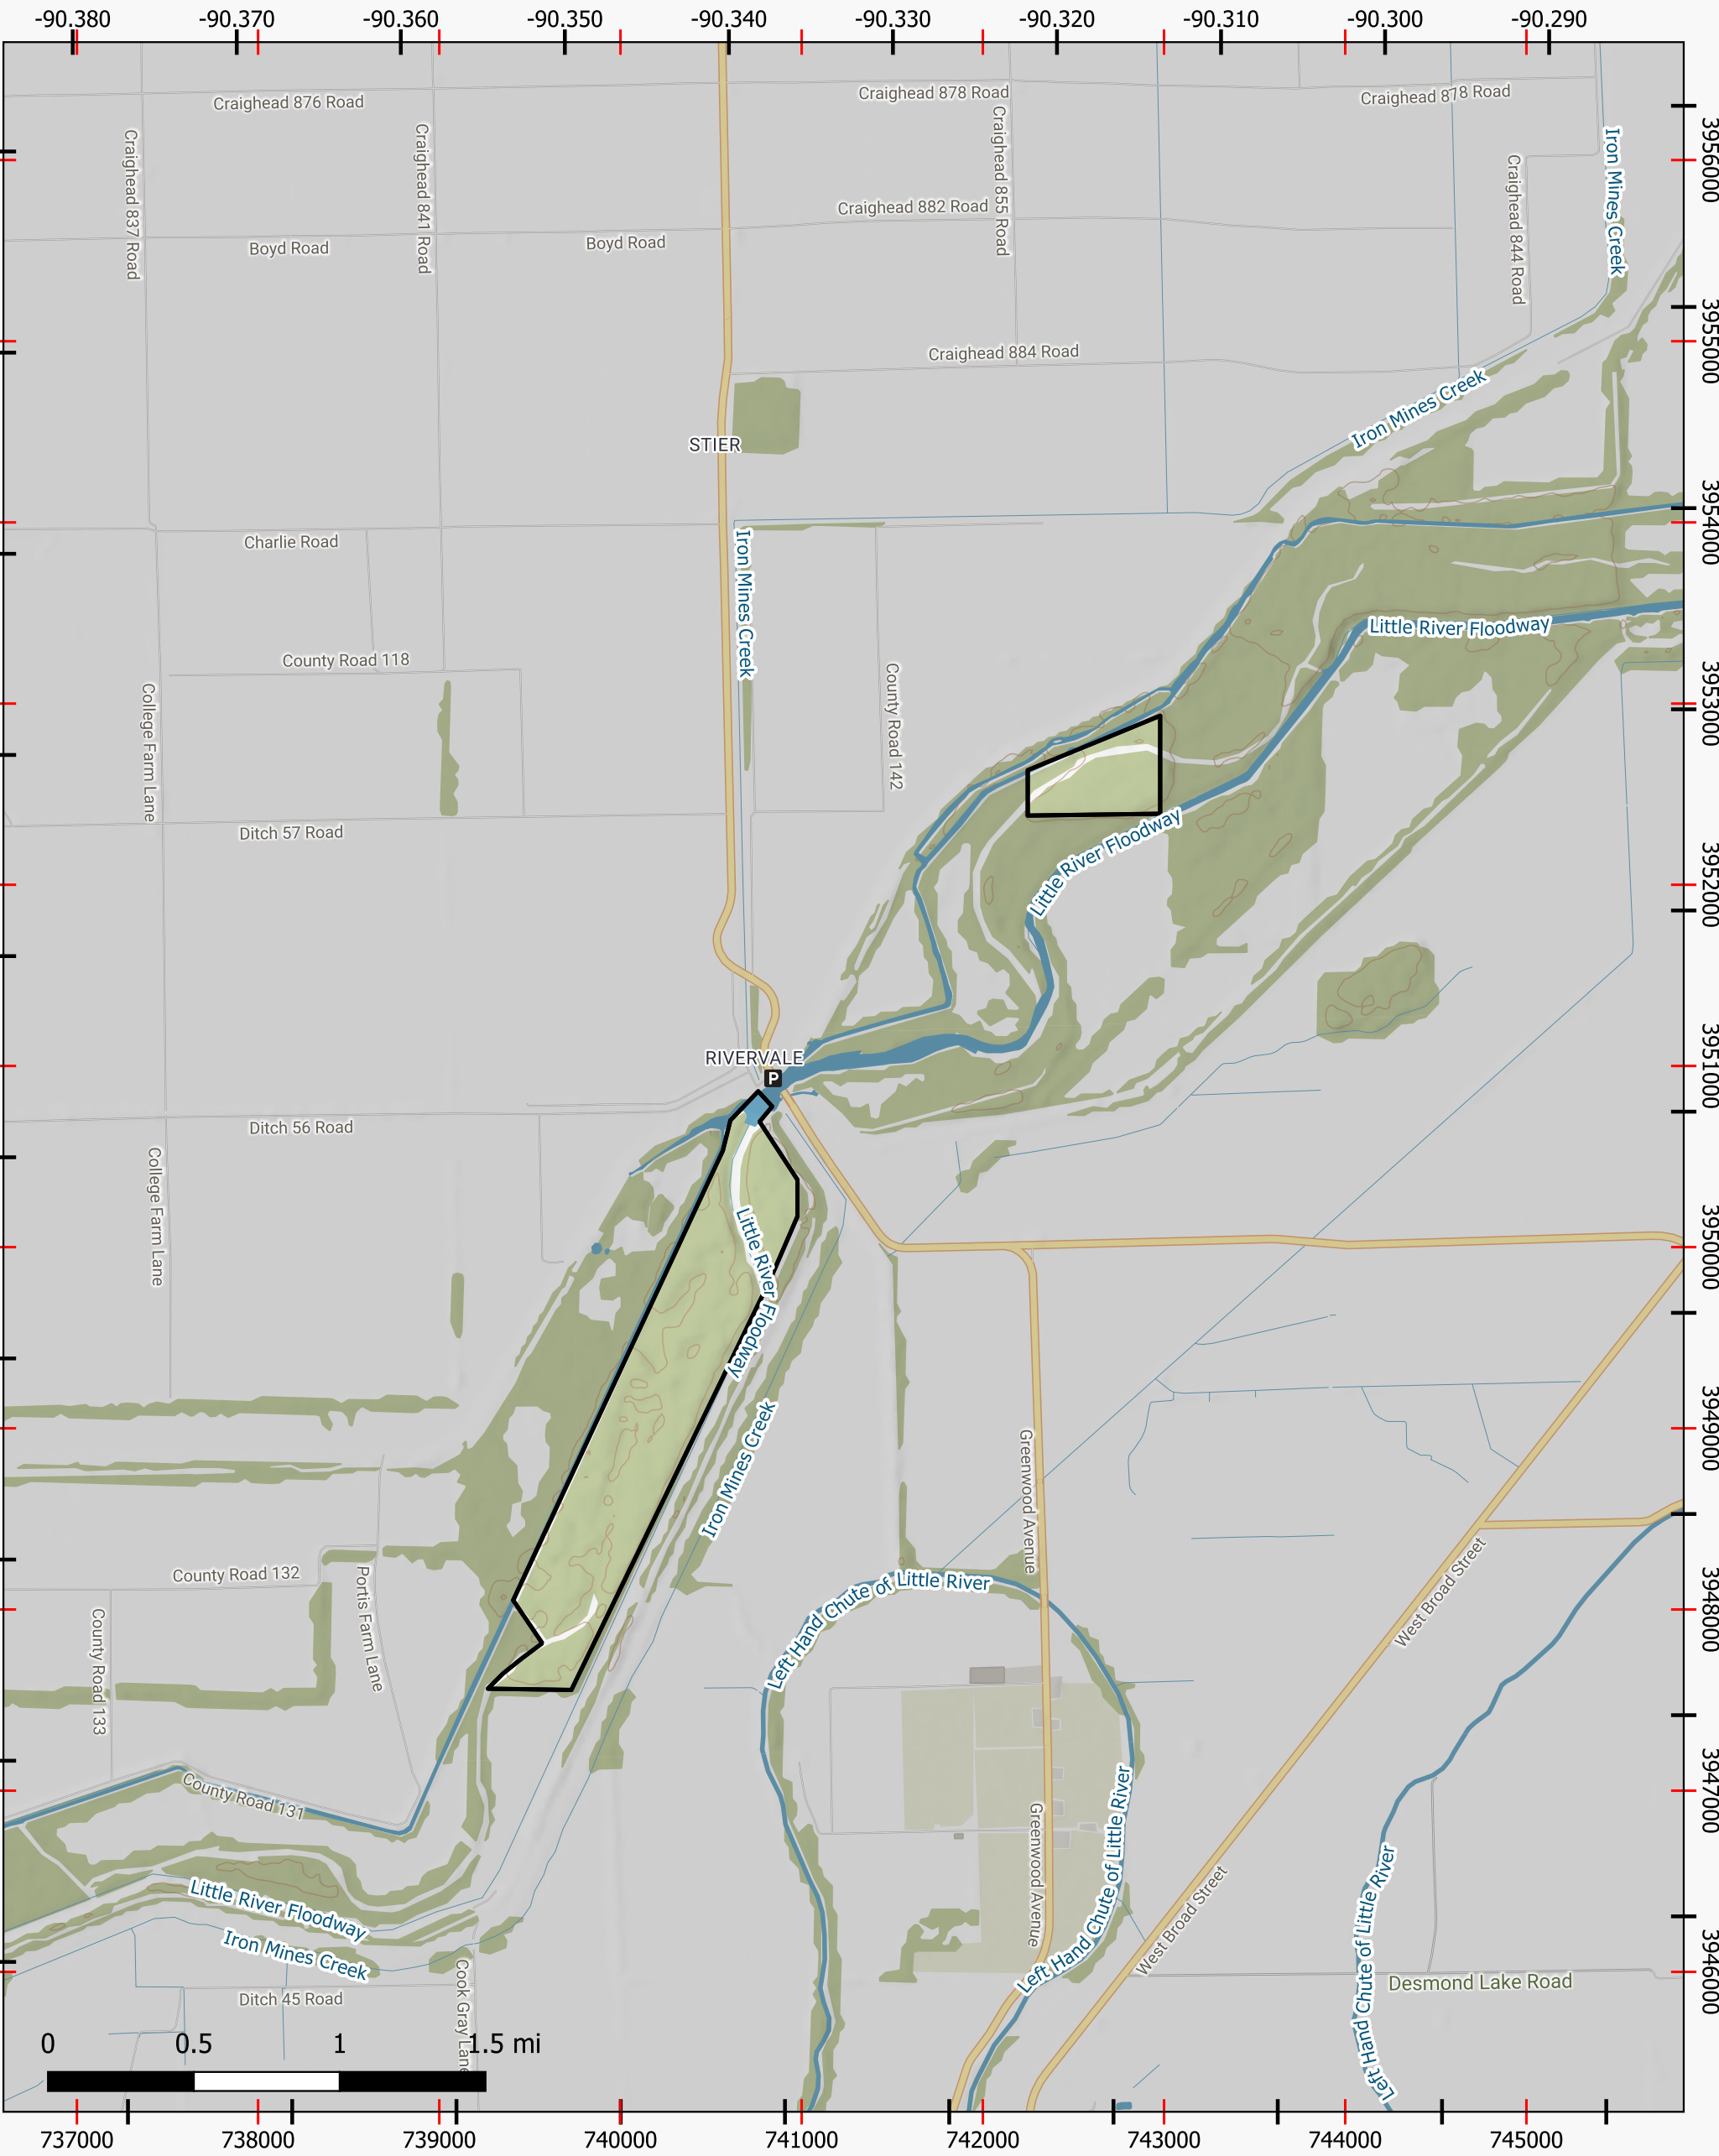 -90.380 -90.370 -90.360 -90.350 -90.340 -90.330 -90.320 -90.310 -90.300 -90.290
Craighead 876 Road
Craighead 878 Road
Craighead 878 Road
Craighead 837 Road
Craighead 841 Road
Craighead 855 Road
Craighead 844 Road
Iron Mines Creek
3956000
Craighead 882 Road
Boyd Road
Boyd Road
Craighead 884 Road
3955000
Iron Mines Creek
STIER
3954000
Charlie Road
Iron Mines Creek
Little River Floodway
County Road 118
College Farm Lane
County Road 142
3953000
Ditch 57 Road
Little River Floodway
3952000
RIVERVALE
P
3951000
Ditch 56 Road
College Farm Lane
Little River Floodway
3950000
Little River Floodway
Iron Mines Creek
3949000
Greenwood Avenue
County Road 132
Portis Farm Lane
Left Hand Chute of Little River
West Broad Street
3948000
County Road 133
County Road 131
3947000
Left Hand Chute of Little River
Greenwood Avenue
West Broad Street
Left Hand Chute of Little River
Little River Floodway
Iron Mines Creek
Cook Gray Lane
Left Hand Chute of Little River
Desmond Lake Road
3946000
Ditch 45 Road
0 0.5 1 1.5 mi
737000 738000 739000 740000 741000 742000 743000 744000 745000